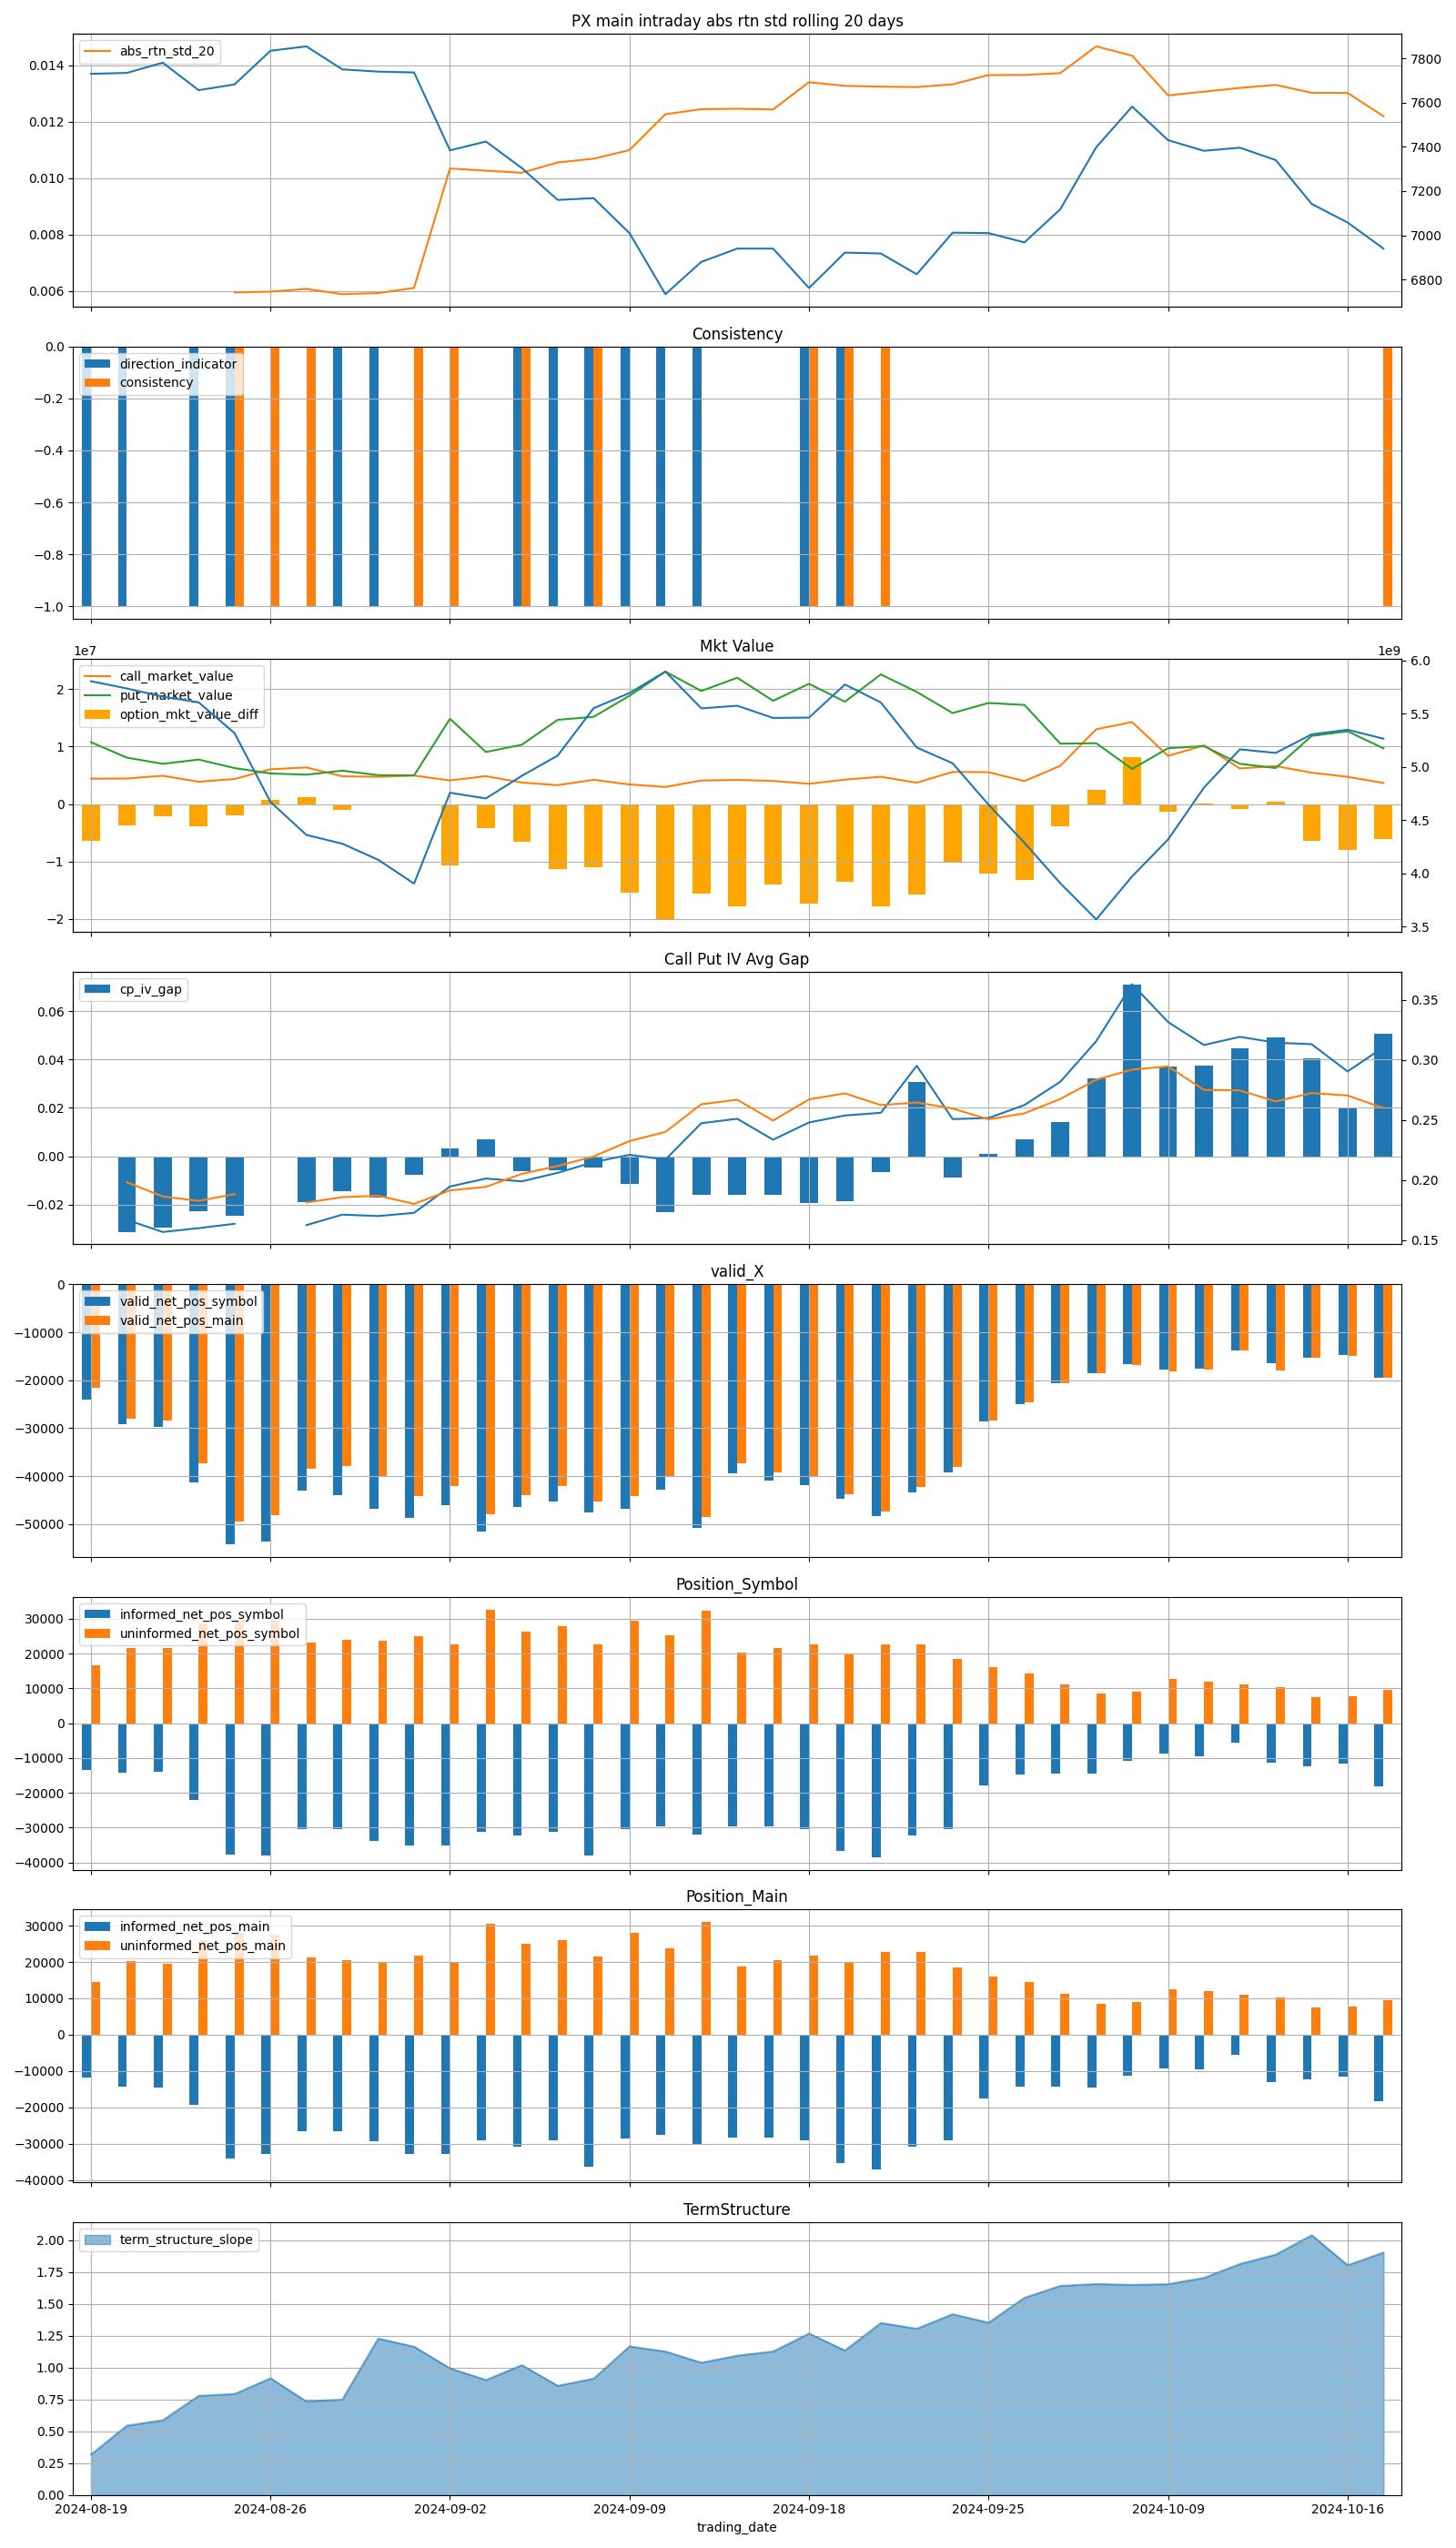 PX main intraday abs rtn std rolling 20 days
abs_rtn_std_20
0.014
0.012
0.010
0.008
0.006
7800
7600
7400
7200
7000
6800
Consistency
direction_indicator
consistency
0.0
−0.2
−0.4
−0.6
−0.8
−1.0
Mkt Value
1e7
1e9
call_market_value
put_market_value
option_mkt_value_diff
2
1
0
−1
−2
6.0
5.5
5.0
4.5
4.0
3.5
Call Put IV Avg Gap
cp_iv_gap
0.06
0.04
0.02
0.00
−0.02
0.35
0.30
0.25
0.20
0.15
valid_X
valid_net_pos_symbol
valid_net_pos_main
0
−10000
−20000
−30000
−40000
−50000
Position_Symbol
informed_net_pos_symbol
uninformed_net_pos_symbol
30000
20000
10000
0
−10000
−20000
−30000
−40000
Position_Main
informed_net_pos_main
uninformed_net_pos_main
30000
20000
10000
0
−10000
−20000
−30000
−40000
TermStructure
term_structure_slope
2.00
1.75
1.50
1.25
1.00
0.75
0.50
0.25
0.00
2024-08-19 2024-08-26 2024-09-02 2024-09-09 2024-09-18 2024-09-25 2024-10-09 2024-10-16
trading_date